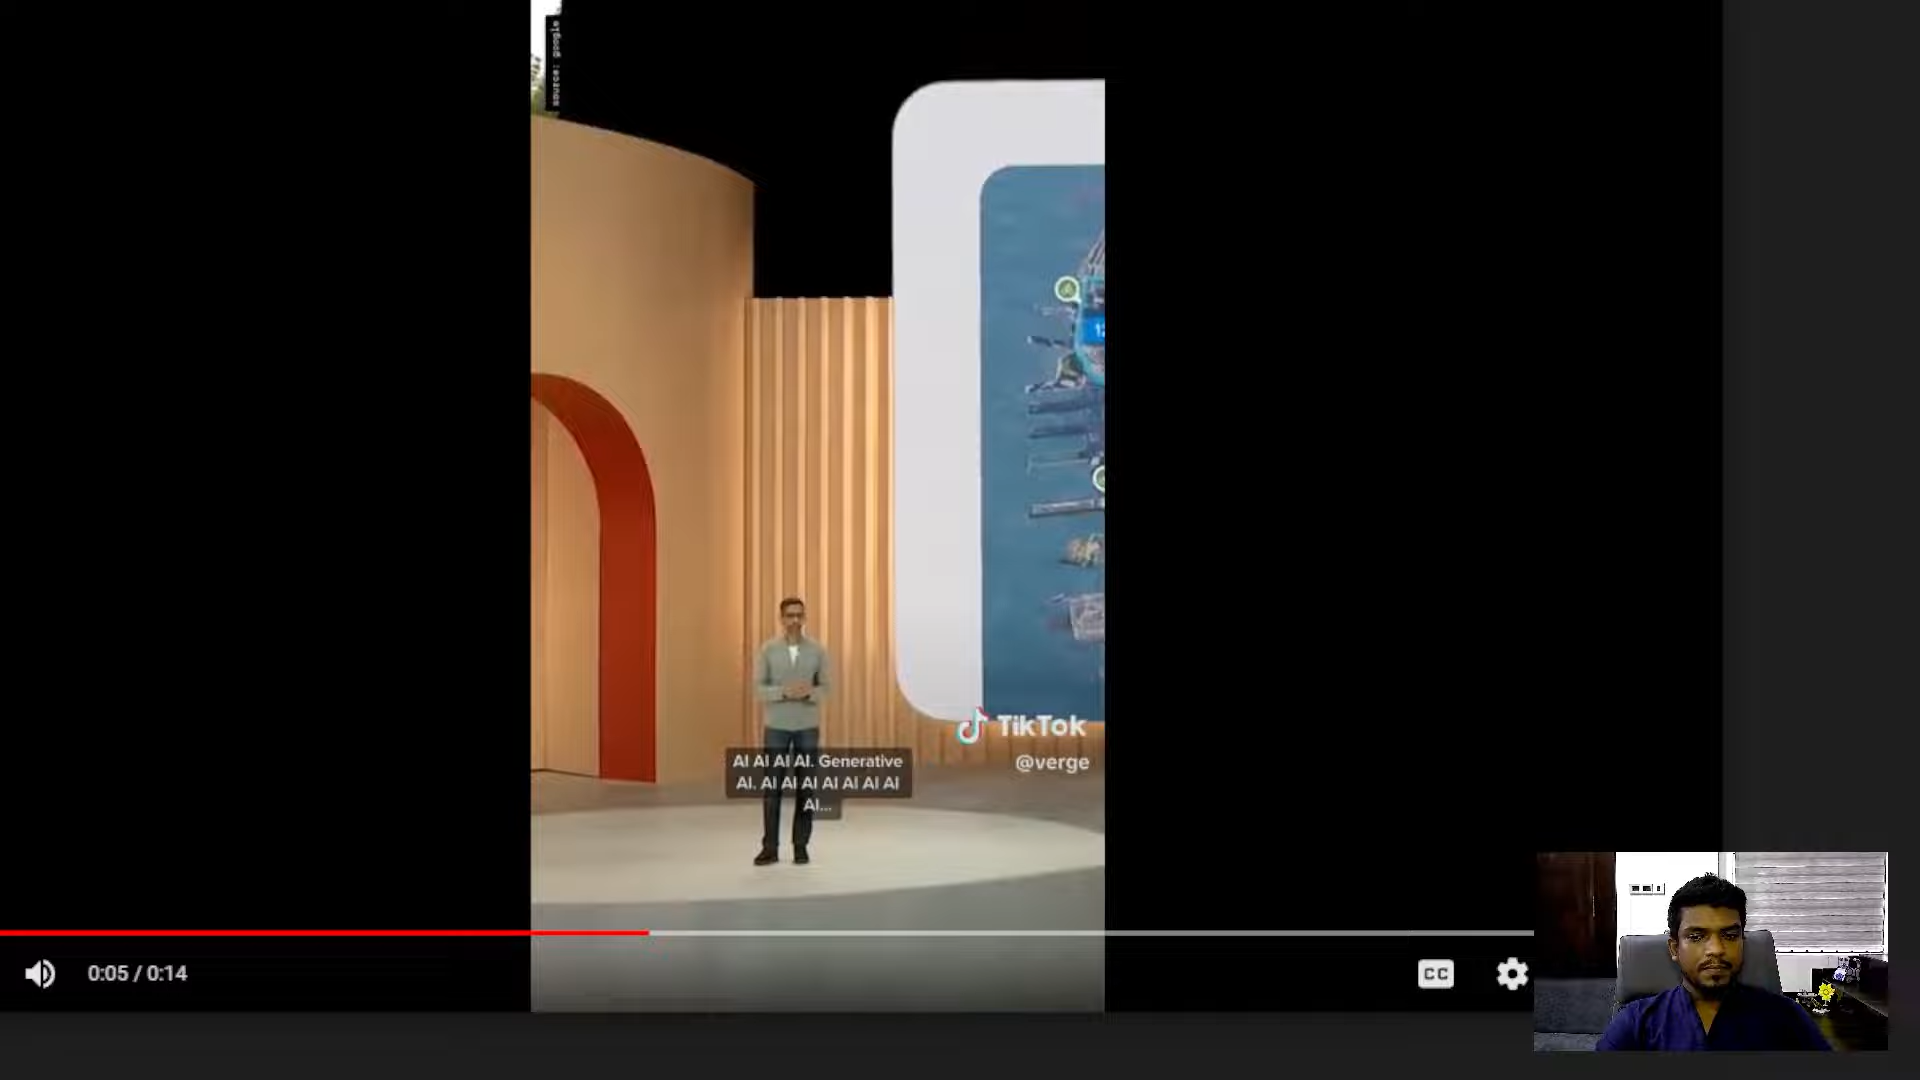 source: google
12
TikTok
@verge
AI AI AI AI. Generative
AI. AI AI AI AI AI AI AI
AI...
0:05 / 0:14
CC